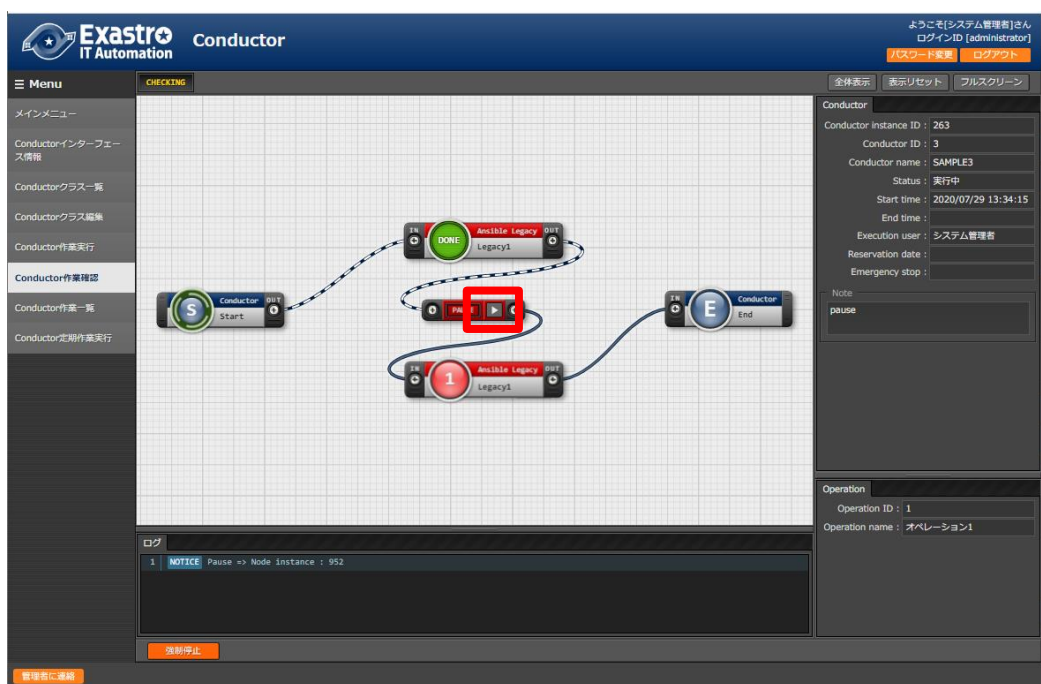 Exastro
IT Automation
Conductor
ようこそ[システム管理者]さん
ログインID [administrator]
パスワード変更
ログアウト
Menu
メインメニュー
Conductorインターフェー
ス情報
Conductorクラス一覧
Conductorクラス編集
Conductor作業実行
Conductor作業確認
Conductor作業一覧
Conductor定期作業実行
CHECKING
全体表示
表示リセット
フルスクリーン
S
Conductor
Start
OUT
IN
DONE
Ansible Legacy
Legacy1
OUT
IN
1
Ansible Legacy
Legacy1
OUT
IN
E
Conductor
End
Conductor
Conductor instance ID : 263
Conductor ID : 3
Conductor name : SAMPLE3
Status : 実行中
Start time : 2020/07/29 13:34:15
End time :
Execution user : システム管理者
Reservation date :
Emergency stop :
Note
pause
Operation
Operation ID : 1
Operation name : オペレーション1
ログ
1 NOTICE Pause => Node instance : 952
強制停止
管理者に連絡